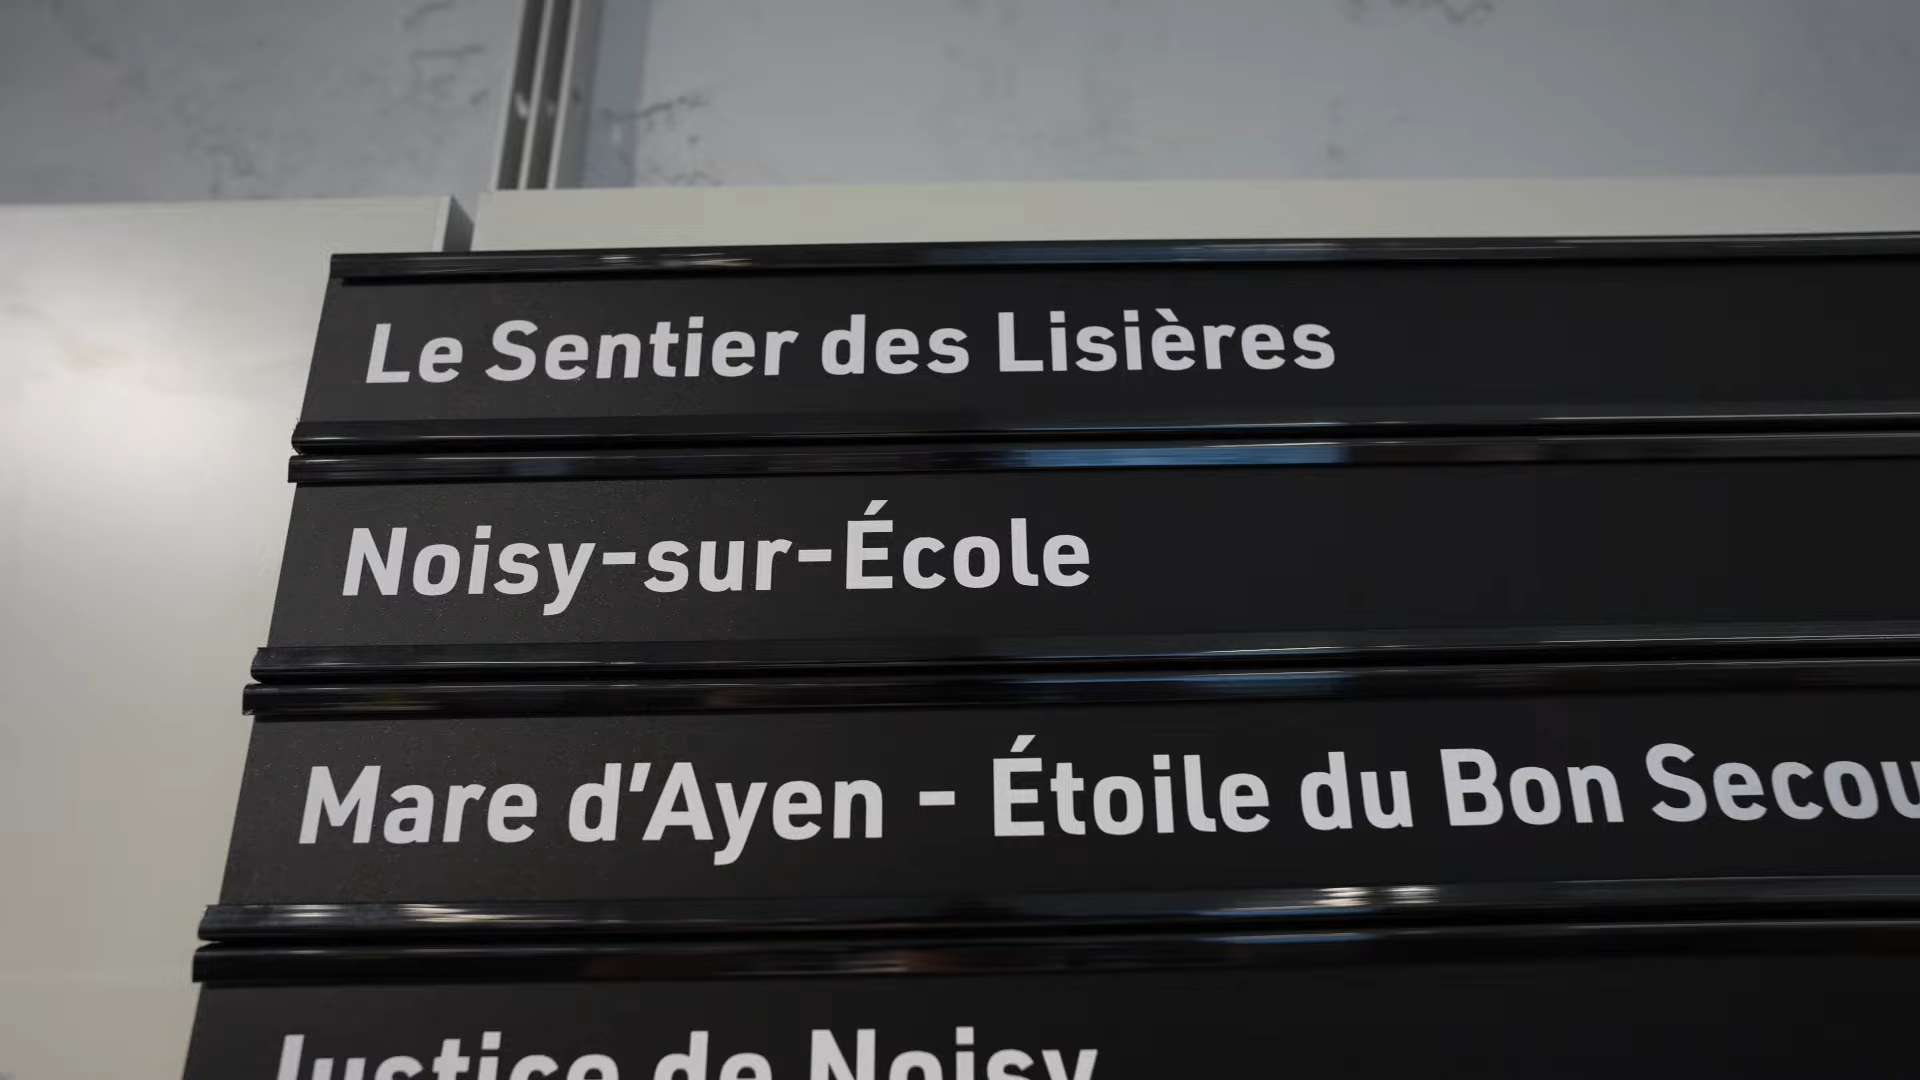 Le Sentier des Lisières
Noisy-sur-École
Mare d'Ayen - Étoile du Bon Secou
Justice de Noisy